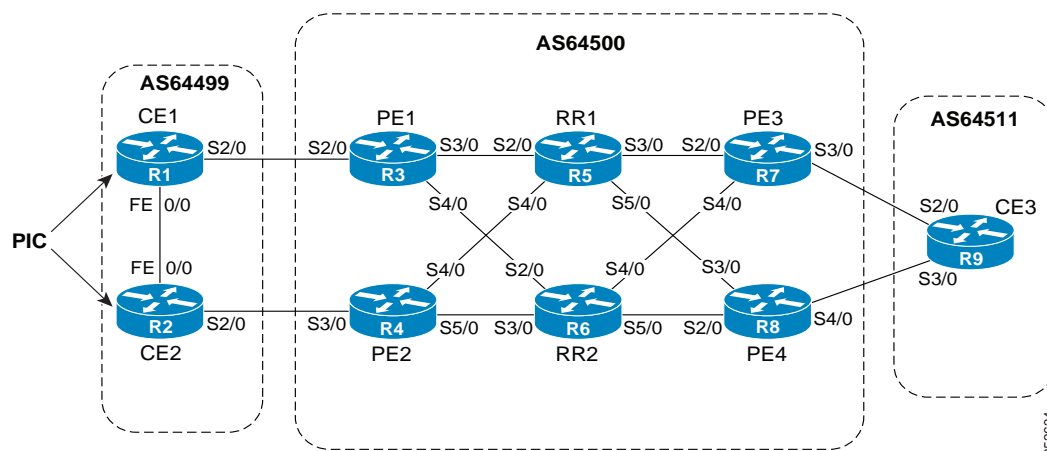 AS64500
AS64499
AS64511
CE1
PE1
RR1
PE3
S2/0
S2/0
S3/0
S2/0
S3/0
S2/0
S3/0
R1
R3
R5
R7
FE 0/0
S4/0
S4/0
S5/0
S4/0
S2/0
CE3
PIC
R9
FE 0/0
S4/0
S2/0
S4/0
S3/0
S3/0
R2
S2/0
S3/0
R4
S5/0
S3/0
R6
S5/0
S2/0
R8
S4/0
CE2
PE2
RR2
PE4